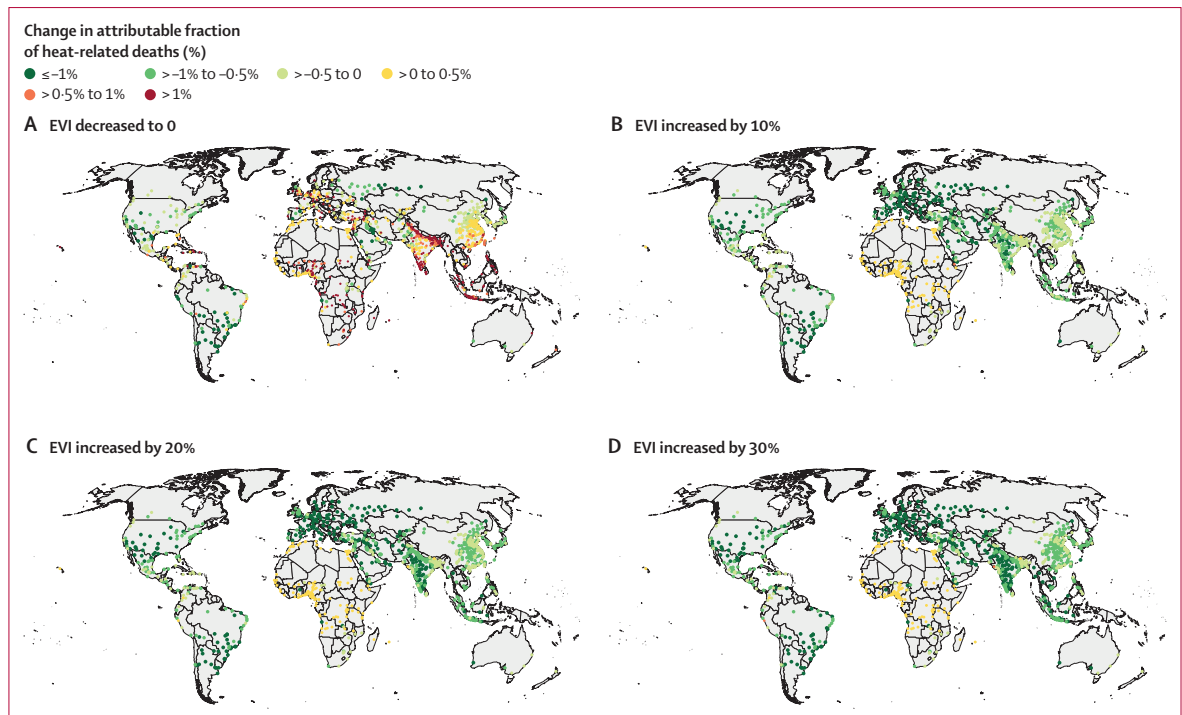 Change in attributable fraction
of heat-related deaths (%)
≤–1% >–1% to –0·5% >–0·5 to 0 >0 to 0·5%
>0·5% to 1% >1%
A EVI decreased to 0
B EVI increased by 10%
C EVI increased by 20%
D EVI increased by 30%